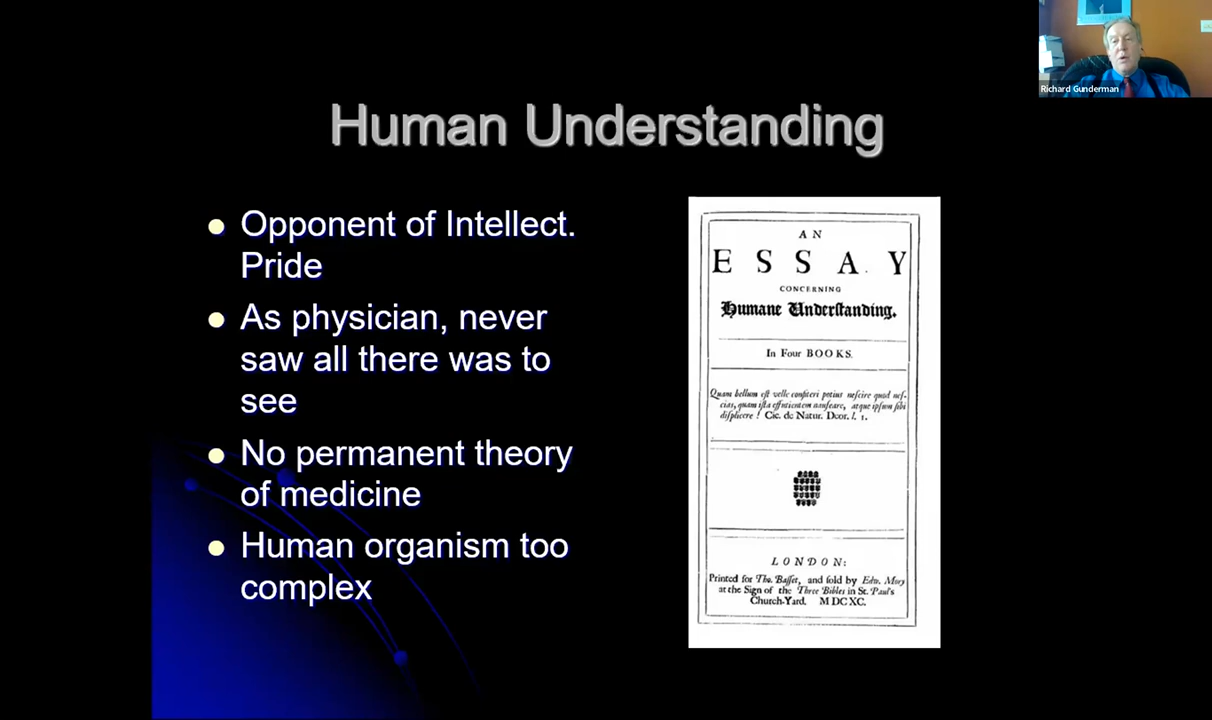 Richard Gunderman
Human Understanding
Opponent of Intellect.
Pride
As physician, never
saw all there was to
see
No permanent theory
of medicine
Human organism too
complex
AN
ESSAY
CONCERNING
Humane Understanding.
In Four BOOKS.
Quam bellum est velle confiteri potius nescire quod nes-
cias, quam ista effutientem nauseare, atque ipsum sibi
displicere! Cic. de Natur. Deor. l. 1.
LONDON:
Printed for Tho. Basset, and sold by Edw. Mory
at the Sign of the Three Bibles in St. Paul's
Church-Yard. MDCXC.